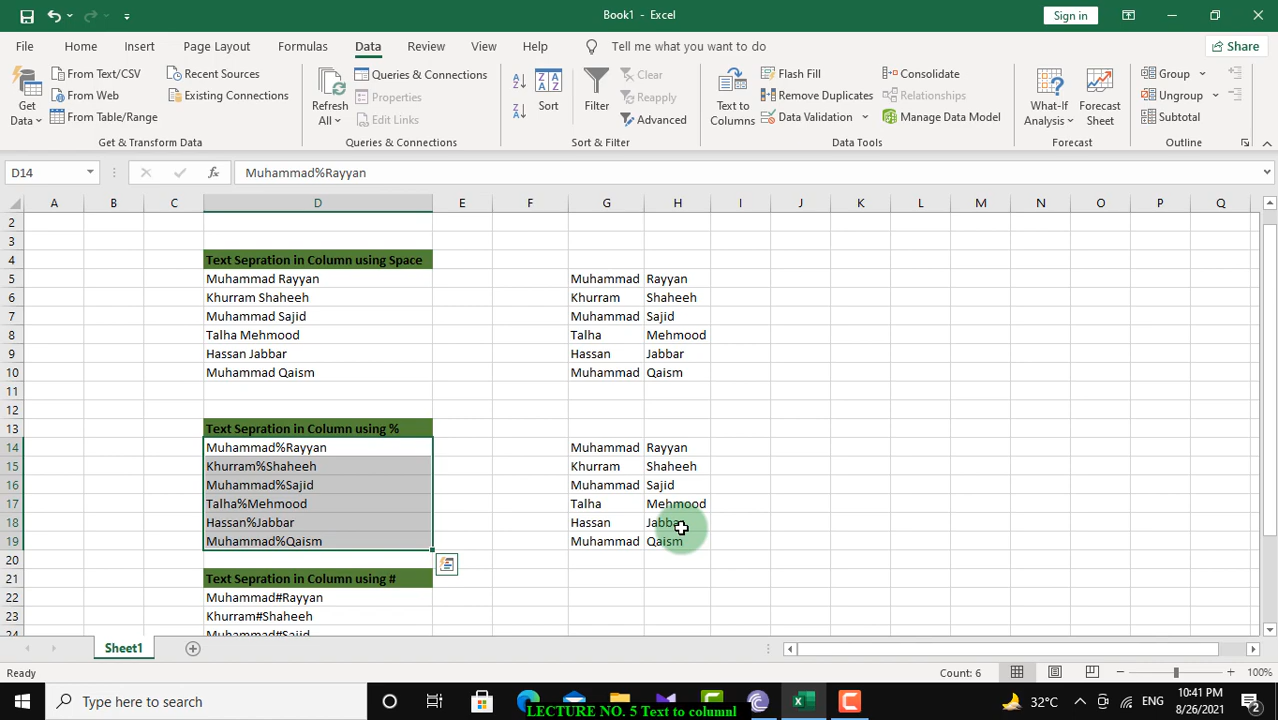 Book1 - Excel
Sign in
File Home Insert Page Layout Formulas Data Review View Help Tell me what you want to do Share
Get Data
From Text/CSV
From Web
From Table/Range
Recent Sources
Existing Connections
Get & Transform Data
Refresh All
Queries & Connections
Properties
Edit Links
Queries & Connections
Sort
Filter
Clear
Reapply
Advanced
Sort & Filter
Text to Columns
Flash Fill
Remove Duplicates
Data Validation
Consolidate
Relationships
Manage Data Model
Data Tools
What-If Analysis
Forecast Sheet
Forecast
Group
Ungroup
Subtotal
Outline
D14 fx Muhammad%Rayyan
A B C D E F G H I J K L M N O P Q
2
3
4 Text Sepration in Column using Space
5 Muhammad Rayyan Muhammad Rayyan
6 Khurram Shaheeh Khurram Shaheeh
7 Muhammad Sajid Muhammad Sajid
8 Talha Mehmood Talha Mehmood
9 Hassan Jabbar Hassan Jabbar
10 Muhammad Qaism Muhammad Qaism
11
12
13 Text Sepration in Column using %
14 Muhammad%Rayyan Muhammad Rayyan
15 Khurram%Shaheeh Khurram Shaheeh
16 Muhammad%Sajid Muhammad Sajid
17 Talha%Mehmood Talha Mehmood
18 Hassan%Jabbar Hassan Jabbar
19 Muhammad%Qaism Muhammad Qaism
20
21 Text Sepration in Column using #
22 Muhammad#Rayyan
23 Khurram#Shaheeh
24 Muhammad#Sajid
Sheet1
Ready Count: 6 100%
Type here to search
LECTURE NO. 5 Text to columnl
32°C ENG
10:41 PM
8/26/2021
2